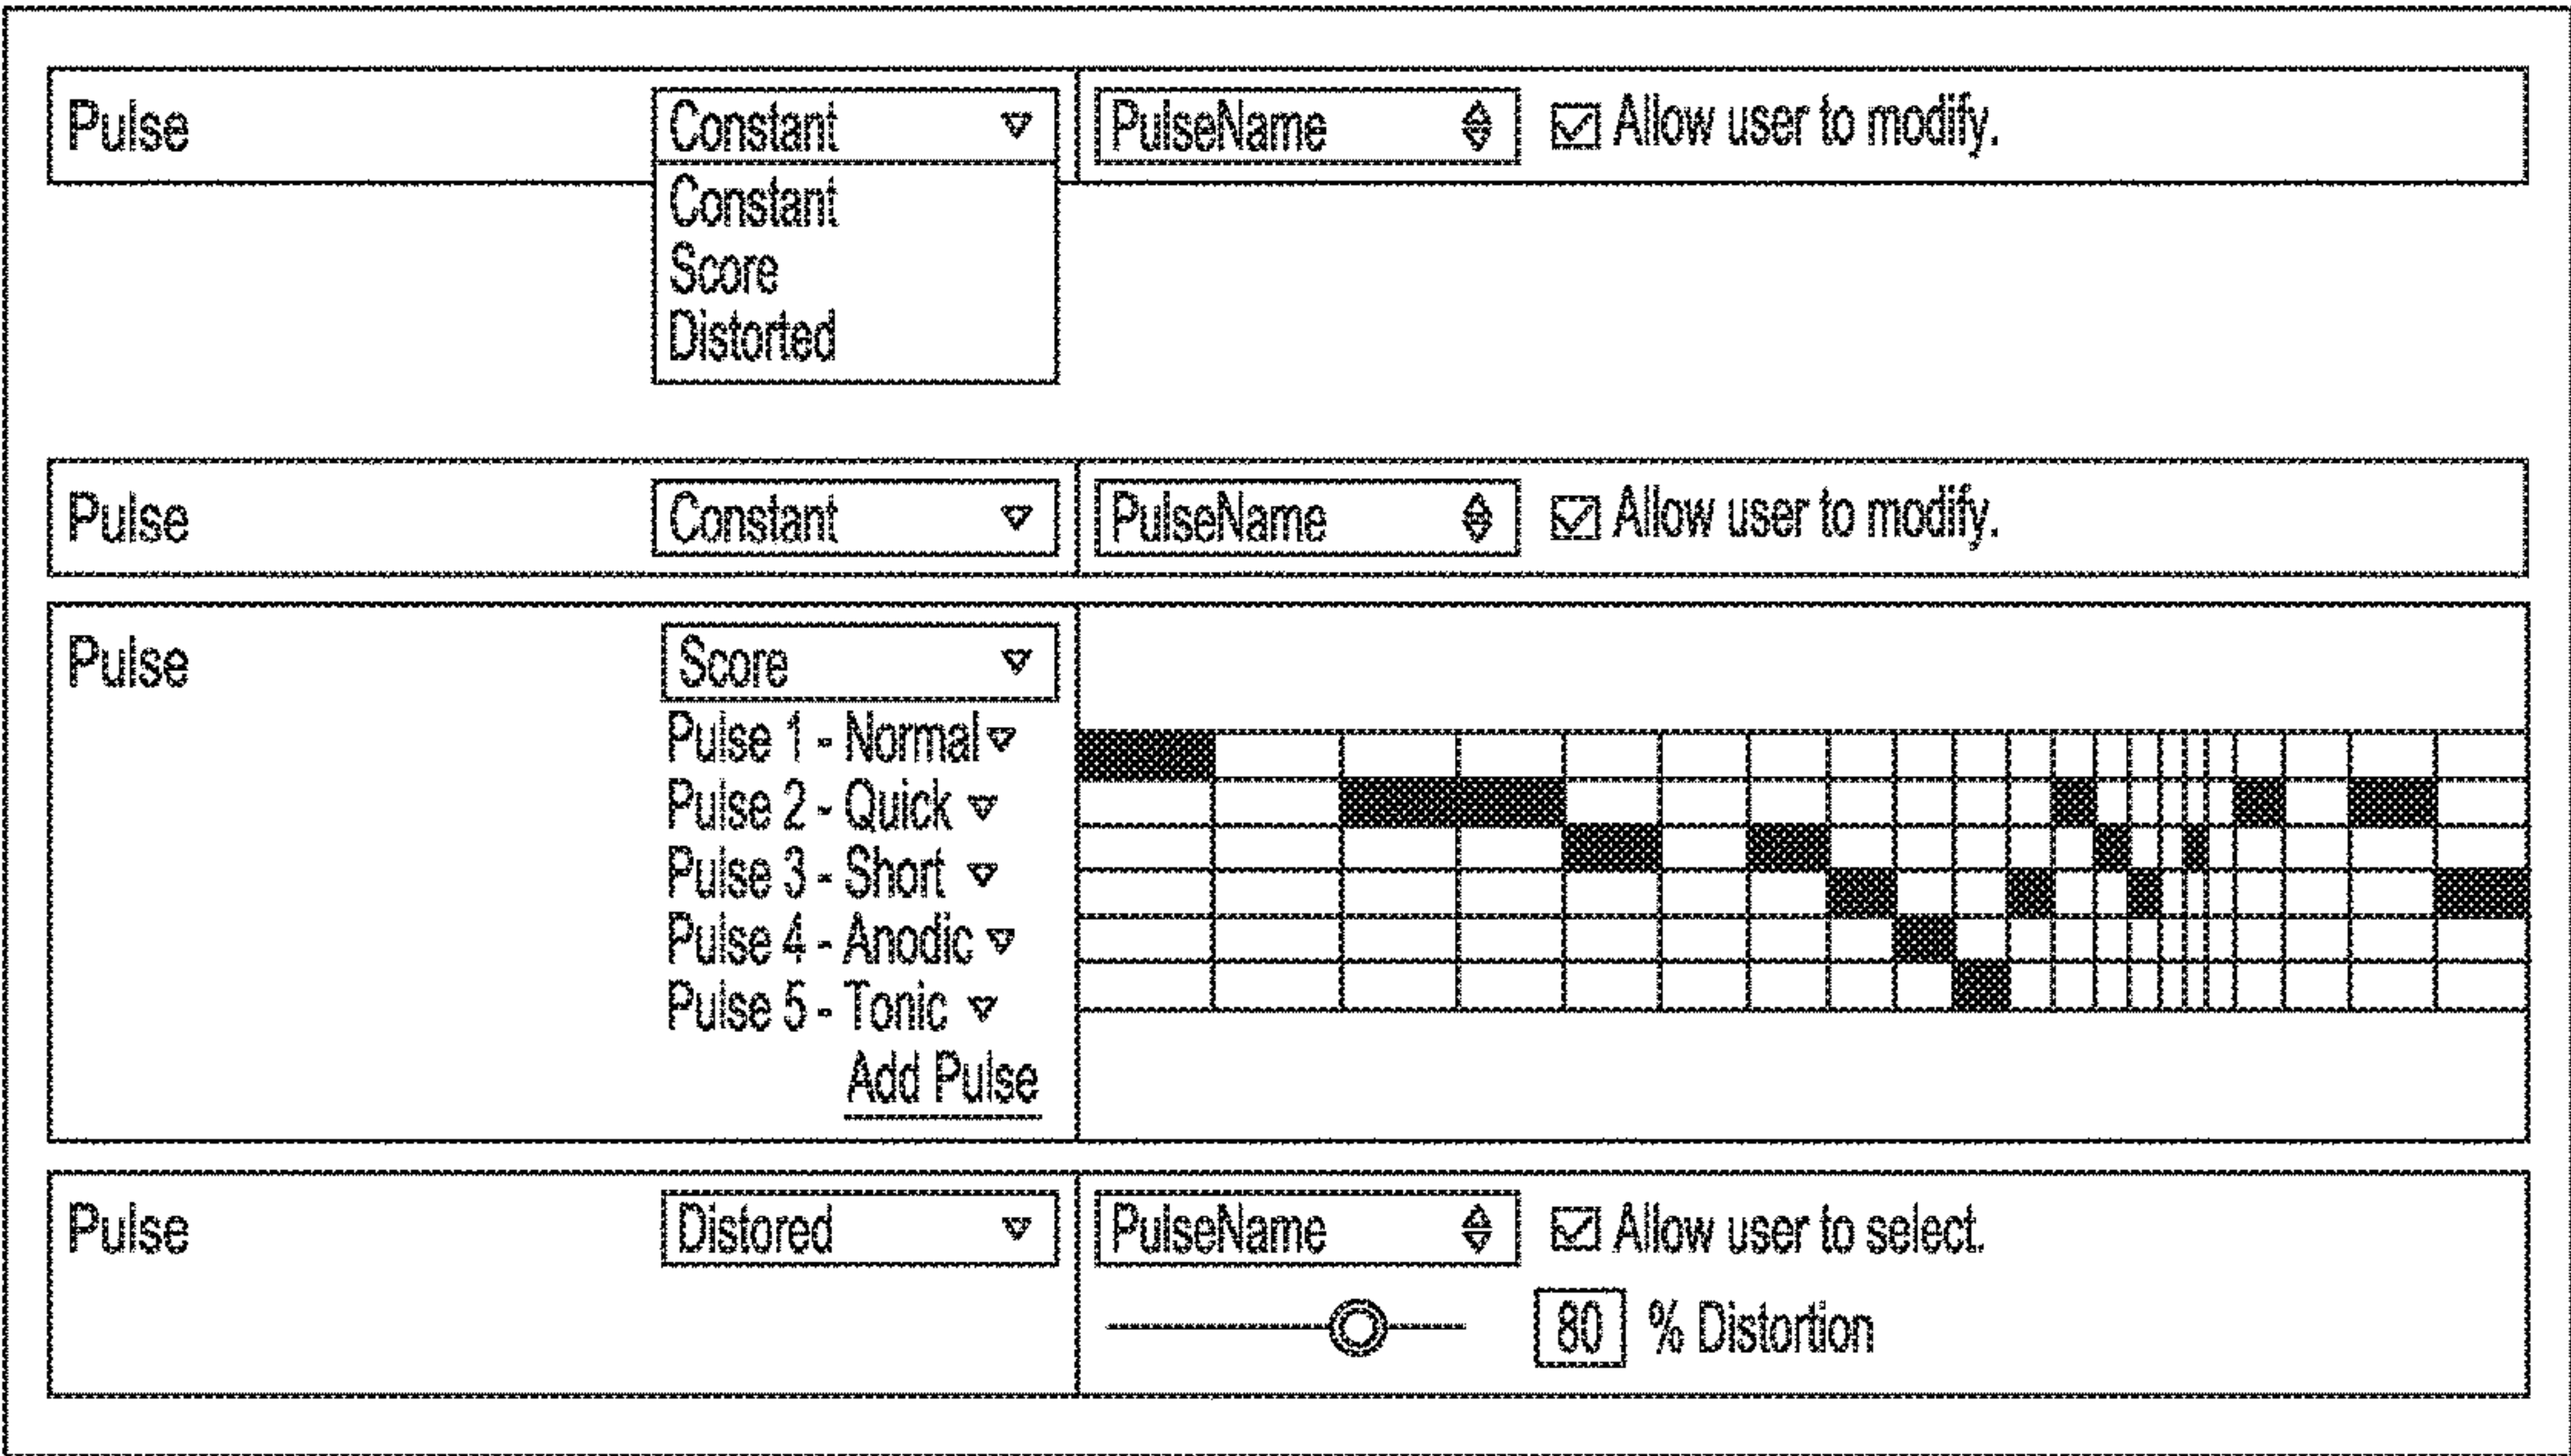 Pulse Constant PulseName Allow user to modify.
Constant
Score
Distorted
Pulse Constant PulseName Allow user to modify.
Pulse Score
Pulse 1 - Normal
Pulse 2 - Quick
Pulse 3 - Short
Pulse 4 - Anodic
Pulse 5 - Tonic
Add Pulse
Pulse Distored PulseName Allow user to select.
80 % Distortion